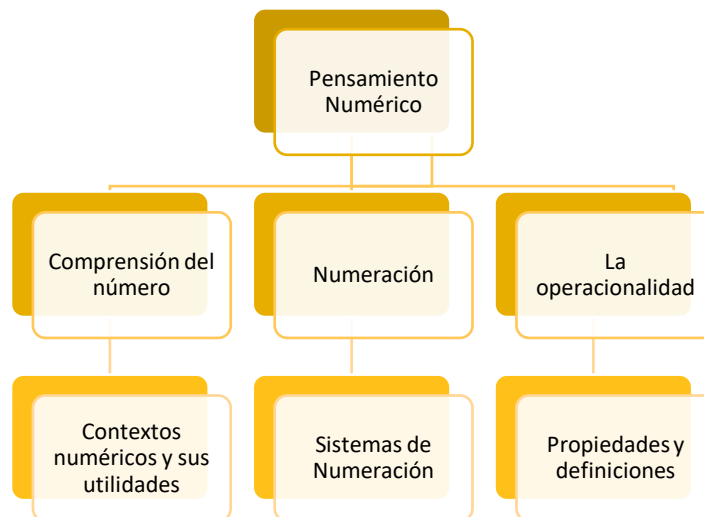 Pensamiento
Numérico
Comprensión del
número
Numeración
La
operacionalidad
Contextos
numéricos y sus
utilidades
Sistemas de
Numeración
Propiedades y
definiciones